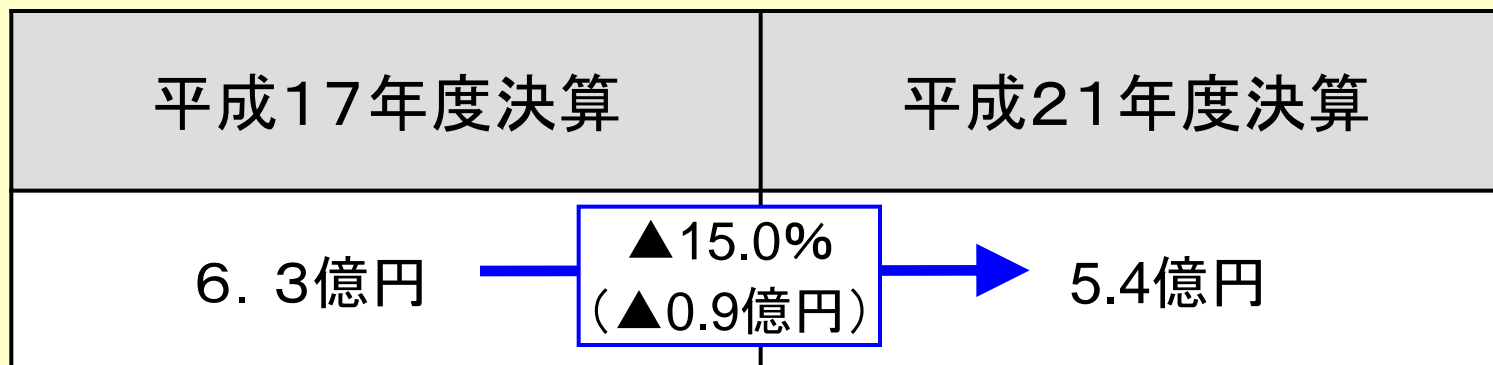 平成17年度決算
平成21年度決算
6．3億円
▲15.0%
（▲0.9億円）
5.4億円